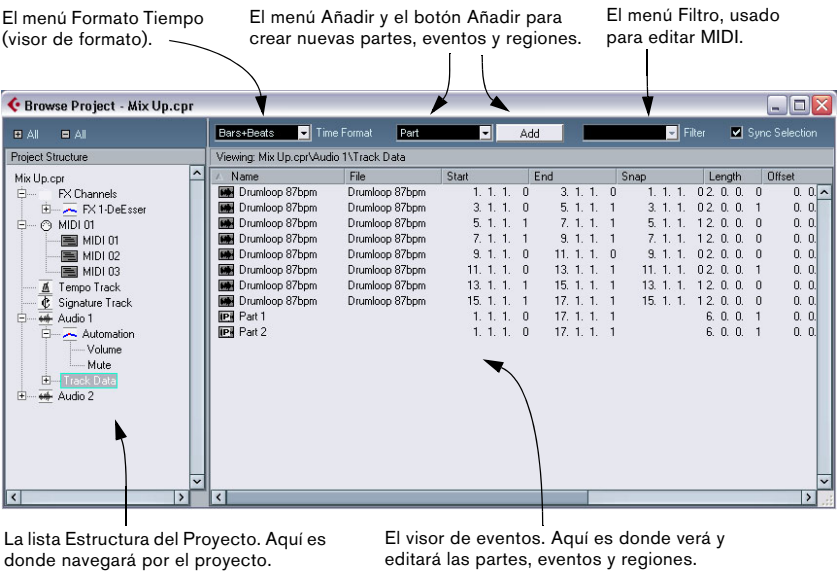 El menú Formato Tiempo
(visor de formato).
El menú Añadir y el botón Añadir para
crear nuevas partes, eventos y regiones.
El menú Filtro, usado
para editar MIDI.
Browse Project - Mix Up.cpr
All All Bars+Beats Time Format Part Add Filter Sync Selection
Project Structure
Viewing: Mix Up.cpr\Audio 1\Track Data
Mix Up.cpr
FX Channels
FX 1-DeEsser
MIDI 01
MIDI 01
MIDI 02
MIDI 03
Tempo Track
Signature Track
Audio 1
Automation
Volume
Mute
Track Data
Audio 2
Name File Start End Snap Length Offset
Drumloop 87bpm Drumloop 87bpm 1. 1. 1. 0 3. 1. 1. 0 1. 1. 1. 0 2. 0. 0. 0 0. 0.
Drumloop 87bpm Drumloop 87bpm 3. 1. 1. 0 5. 1. 1. 1 3. 1. 1. 0 2. 0. 0. 1 0. 0.
Drumloop 87bpm Drumloop 87bpm 5. 1. 1. 1 7. 1. 1. 1 5. 1. 1. 1 2. 0. 0. 0 0. 0.
Drumloop 87bpm Drumloop 87bpm 7. 1. 1. 1 9. 1. 1. 1 7. 1. 1. 1 2. 0. 0. 0 0. 0.
Drumloop 87bpm Drumloop 87bpm 9. 1. 1. 0 11. 1. 1. 0 9. 1. 1. 0 2. 0. 0. 0 0. 0.
Drumloop 87bpm Drumloop 87bpm 11. 1. 1. 0 13. 1. 1. 1 11. 1. 1. 0 2. 0. 0. 1 0. 0.
Drumloop 87bpm Drumloop 87bpm 13. 1. 1. 1 15. 1. 1. 1 13. 1. 1. 1 2. 0. 0. 0 0. 0.
Drumloop 87bpm Drumloop 87bpm 15. 1. 1. 1 17. 1. 1. 1 15. 1. 1. 1 2. 0. 0. 0 0. 0.
Part 1 1. 1. 1. 0 17. 1. 1. 1 6. 0. 0. 1 0. 0.
Part 2 1. 1. 1. 0 17. 1. 1. 1 6. 0. 0. 1 0. 0.
La lista Estructura del Proyecto. Aquí es
donde navegará por el proyecto.
El visor de eventos. Aquí es donde verá y
editará las partes, eventos y regiones.